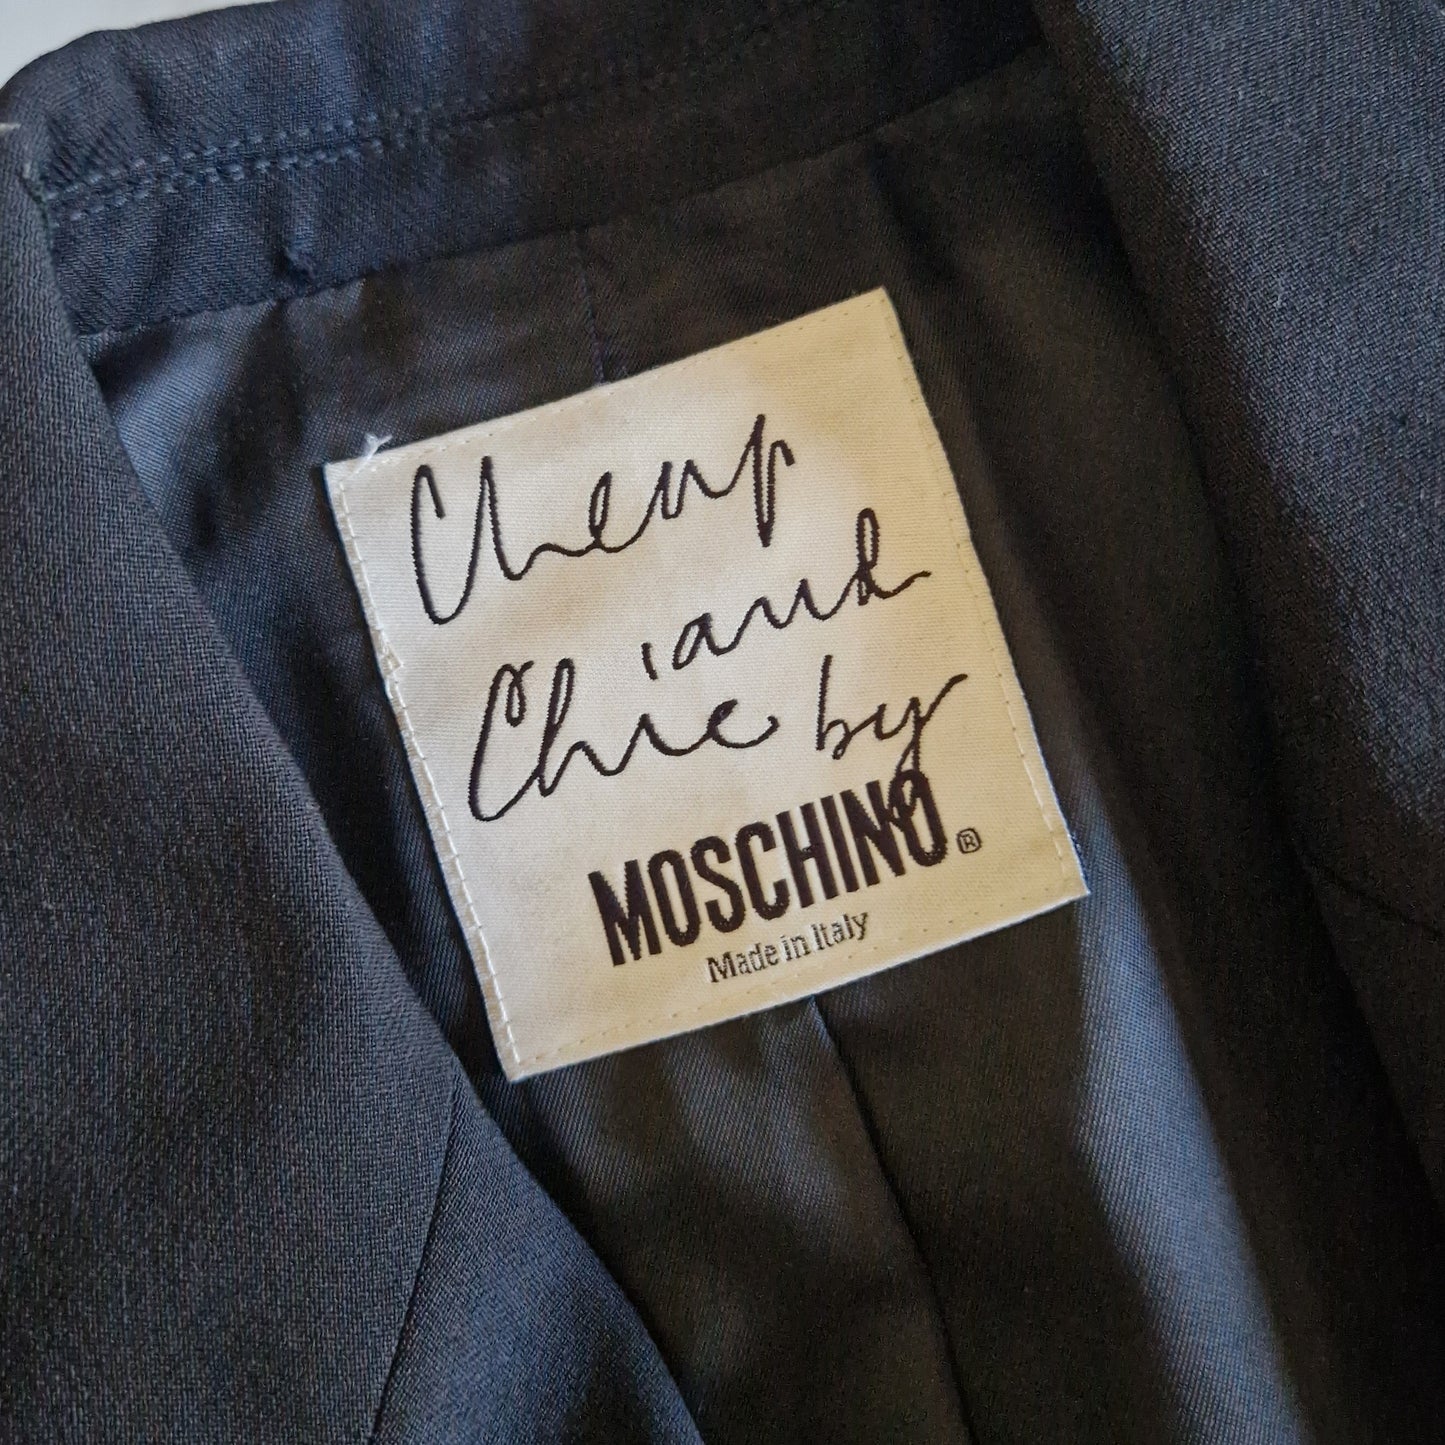 Cheap
and
Chic by
MOSCHINO®
Made in Italy